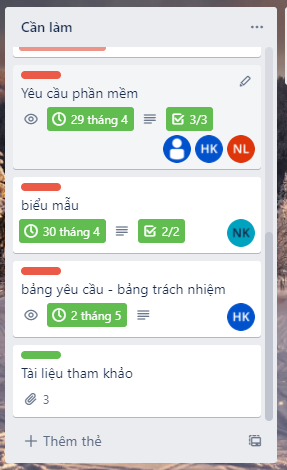 Cần làm
Yêu cầu phần mềm
29 tháng 4 3/3
HK NL
biểu mẫu
30 tháng 4 2/2 NK
bảng yêu cầu - bảng trách nhiệm
2 tháng 5 HK
Tài liệu tham khảo
3
Thêm thẻ